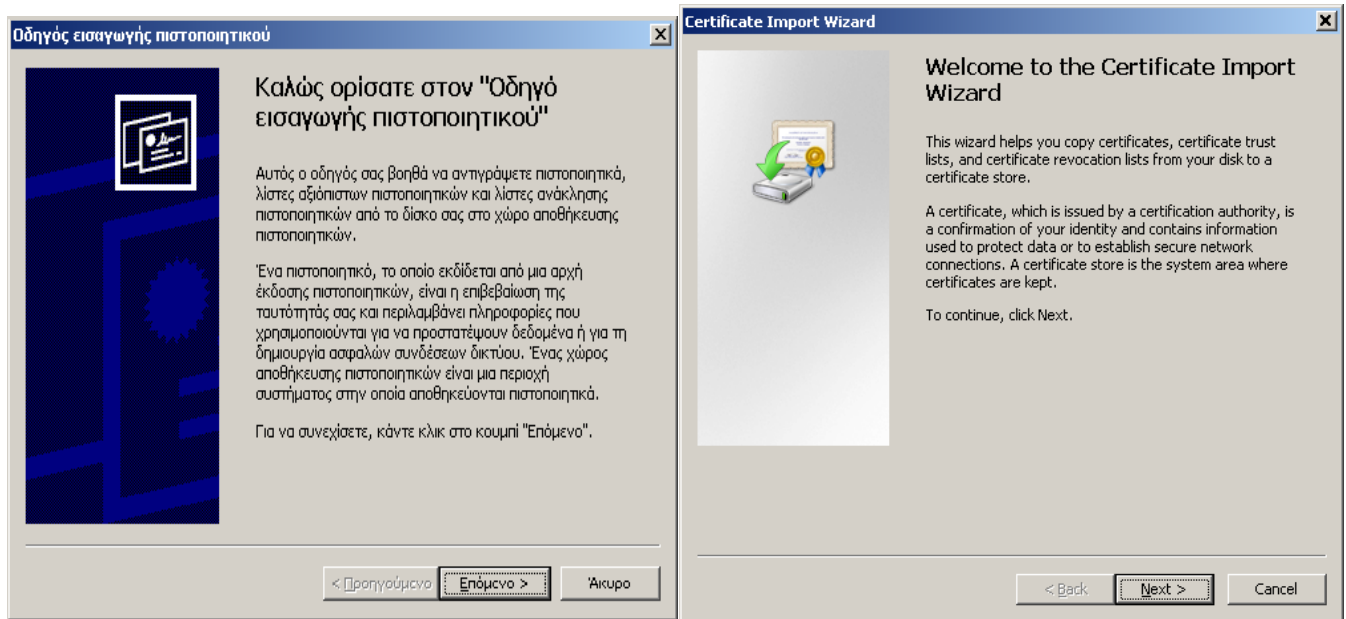 Οδηγός εισαγωγής πιστοποιητικού
Καλώς ορίσατε στον "Οδηγό
εισαγωγής πιστοποιητικού"
Αυτός ο οδηγός σας βοηθά να αντιγράψετε πιστοποιητικά,
λίστες αξιόπιστων πιστοποιητικών και λίστες ανάκλησης
πιστοποιητικών από το δίσκο σας στο χώρο αποθήκευσης
πιστοποιητικών.
Ένα πιστοποιητικό, το οποίο εκδίδεται από μια αρχή
έκδοσης πιστοποιητικών, είναι η επιβεβαίωση της
ταυτότητάς σας και περιλαμβάνει πληροφορίες που
χρησιμοποιούνται για να προστατέψουν δεδομένα ή για τη
δημιουργία ασφαλών συνδέσεων δικτύου. Ένας χώρος
αποθήκευσης πιστοποιητικών είναι μια περιοχή
συστήματος στην οποία αποθηκεύονται πιστοποιητικά.
Για να συνεχίσετε, κάντε κλικ στο κουμπί "Επόμενο".
< Προηγούμενο Επόμενο > Άκυρο
Certificate Import Wizard
Welcome to the Certificate Import
Wizard
This wizard helps you copy certificates, certificate trust
lists, and certificate revocation lists from your disk to a
certificate store.
A certificate, which is issued by a certification authority, is
a confirmation of your identity and contains information
used to protect data or to establish secure network
connections. A certificate store is the system area where
certificates are kept.
To continue, click Next.
< Back Next > Cancel